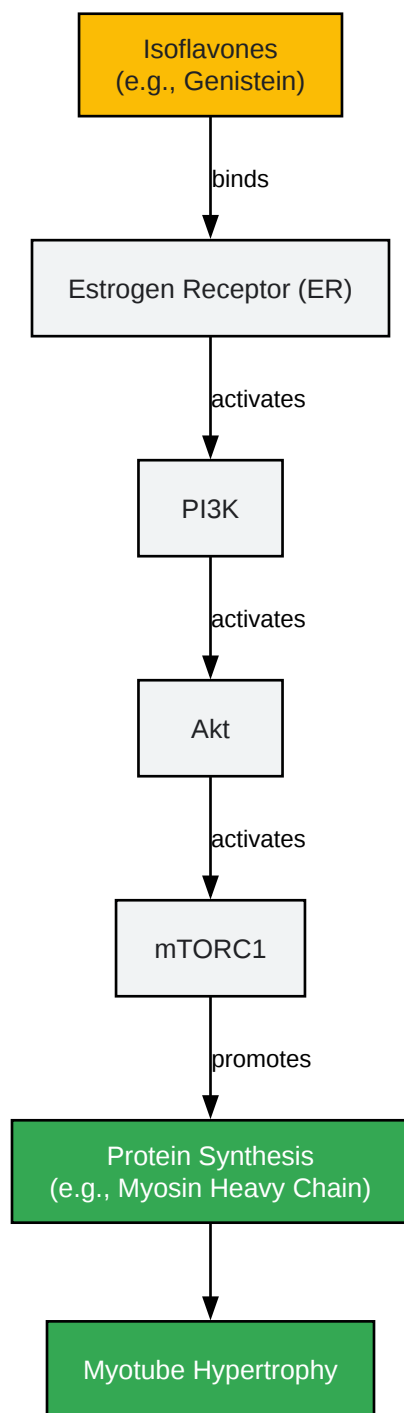 Isoflavones
(e.g., Genistein)
binds
Estrogen Receptor (ER)
activates
PI3K
activates
Akt
activates
mTORC1
promotes
Protein Synthesis
(e.g., Myosin Heavy Chain)
Myotube Hypertrophy